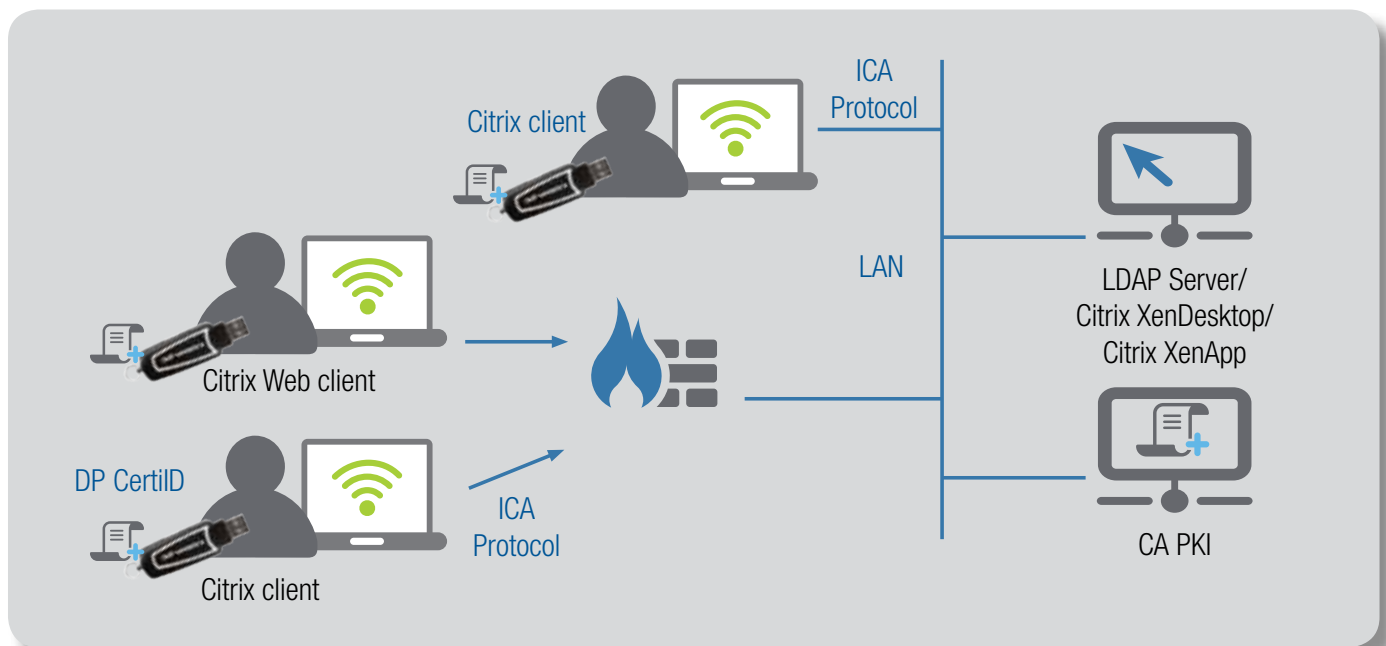 ICA
Protocol
Citrix client
LAN
LDAP Server/
Citrix XenDesktop/
Citrix XenApp
Citrix Web client
DP CertiID
ICA
Protocol
Citrix client
CA PKI